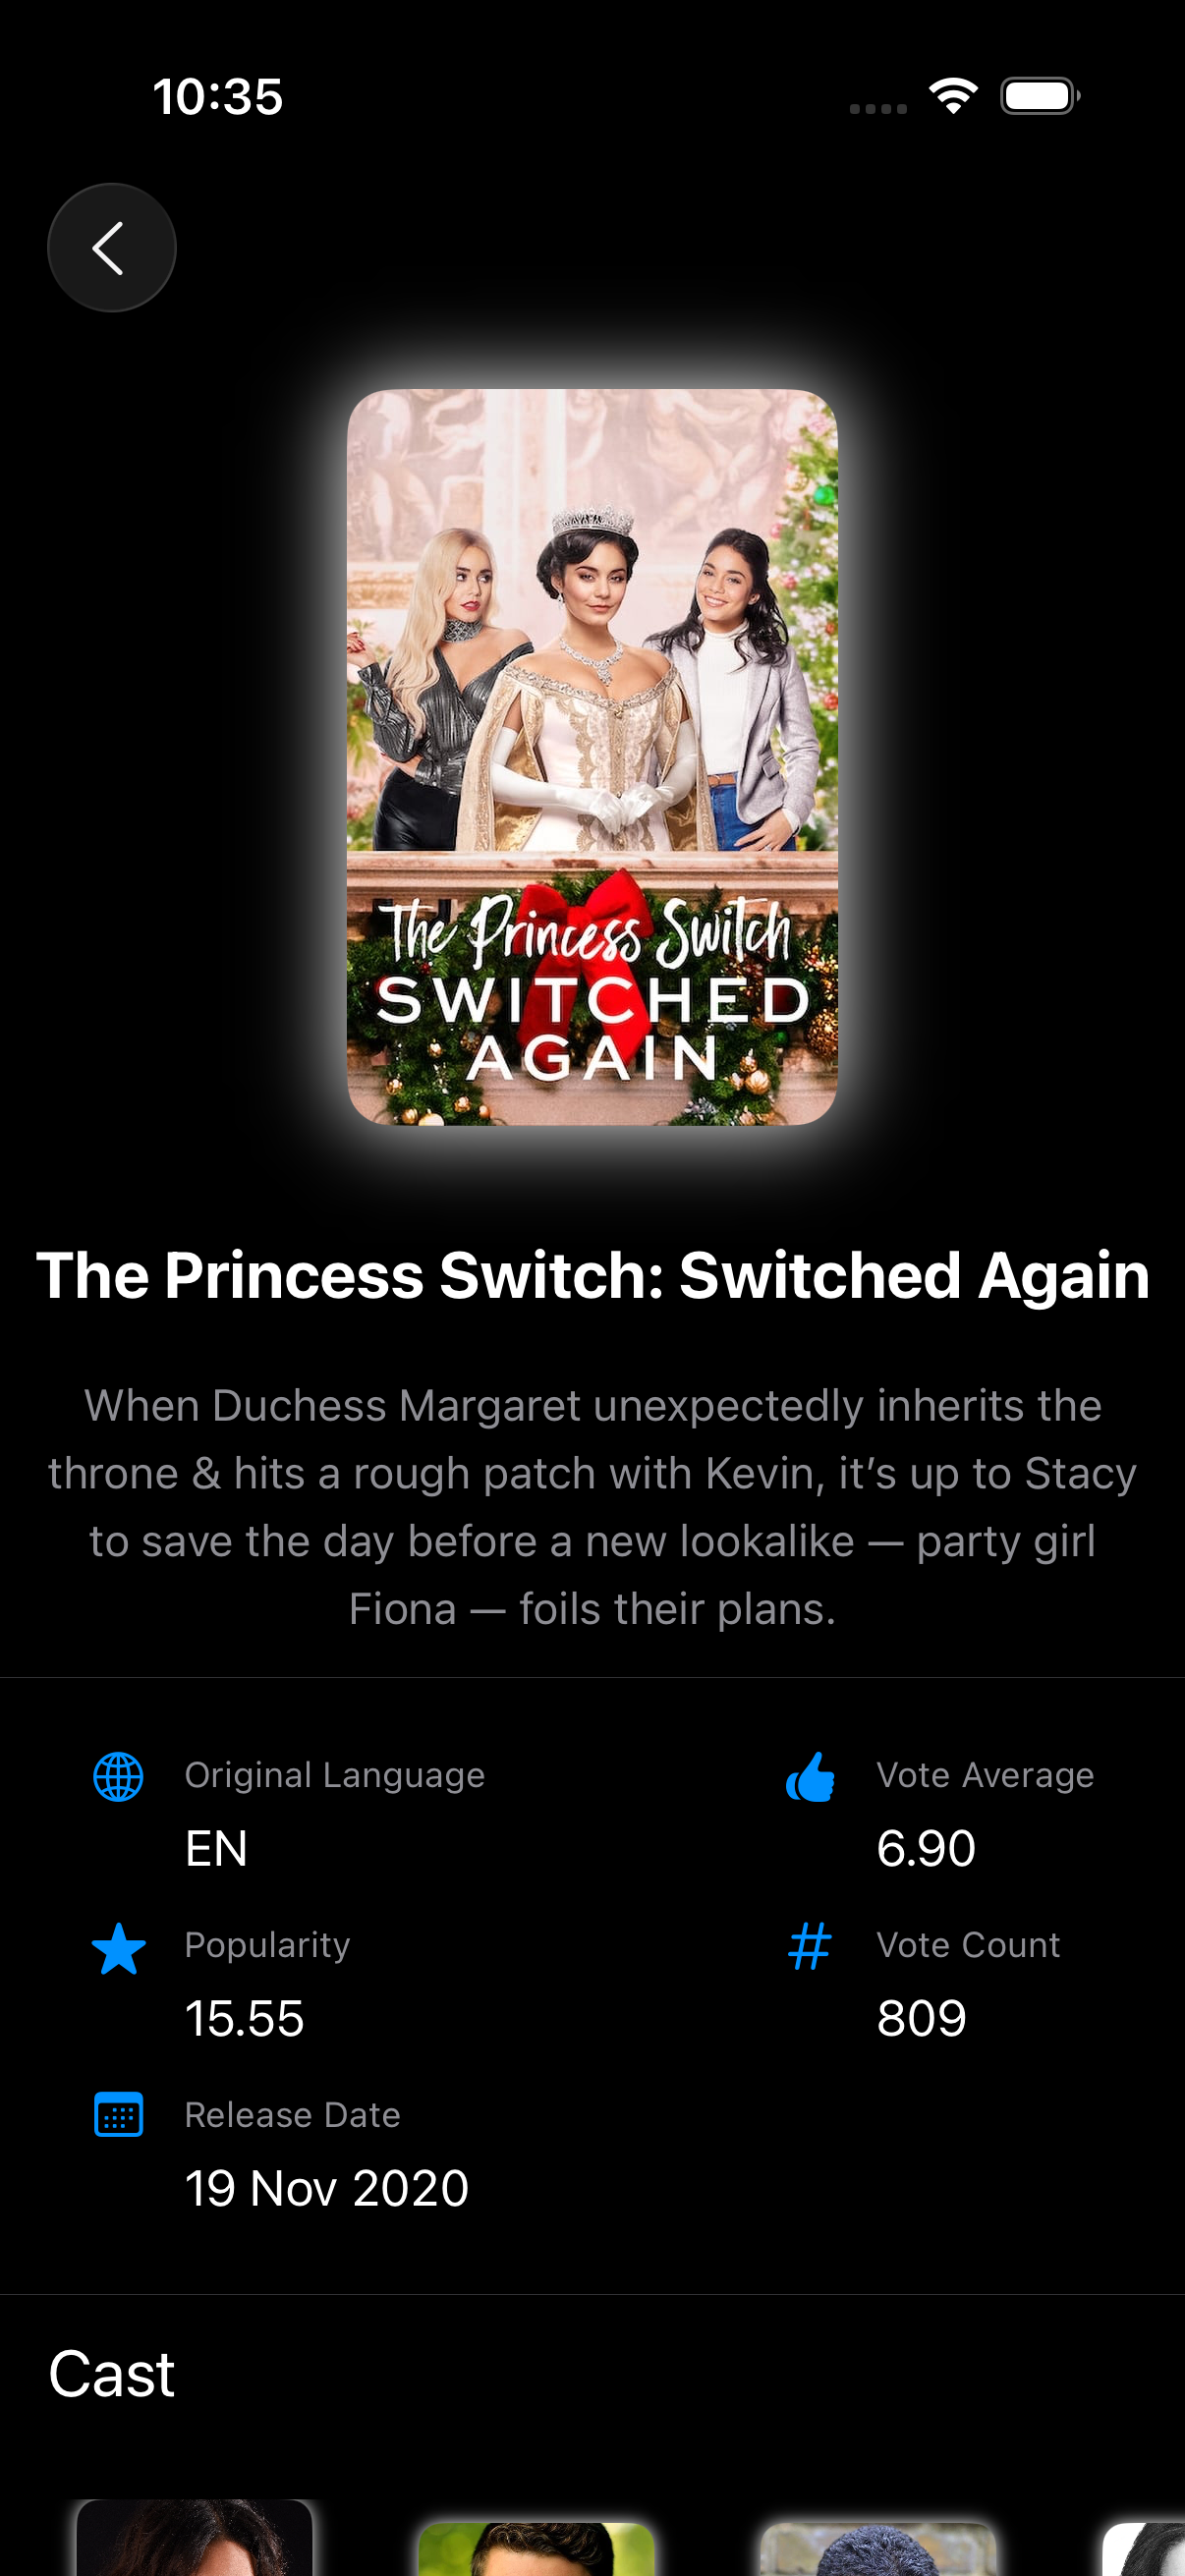 10:35
The Princess Switch
SWITCHED
AGAIN
The Princess Switch: Switched Again
When Duchess Margaret unexpectedly inherits the
throne & hits a rough patch with Kevin, it’s up to Stacy
to save the day before a new lookalike — party girl
Fiona — foils their plans.
Original Language
EN
Vote Average
6.90
Popularity
15.55
Vote Count
809
Release Date
19 Nov 2020
Cast